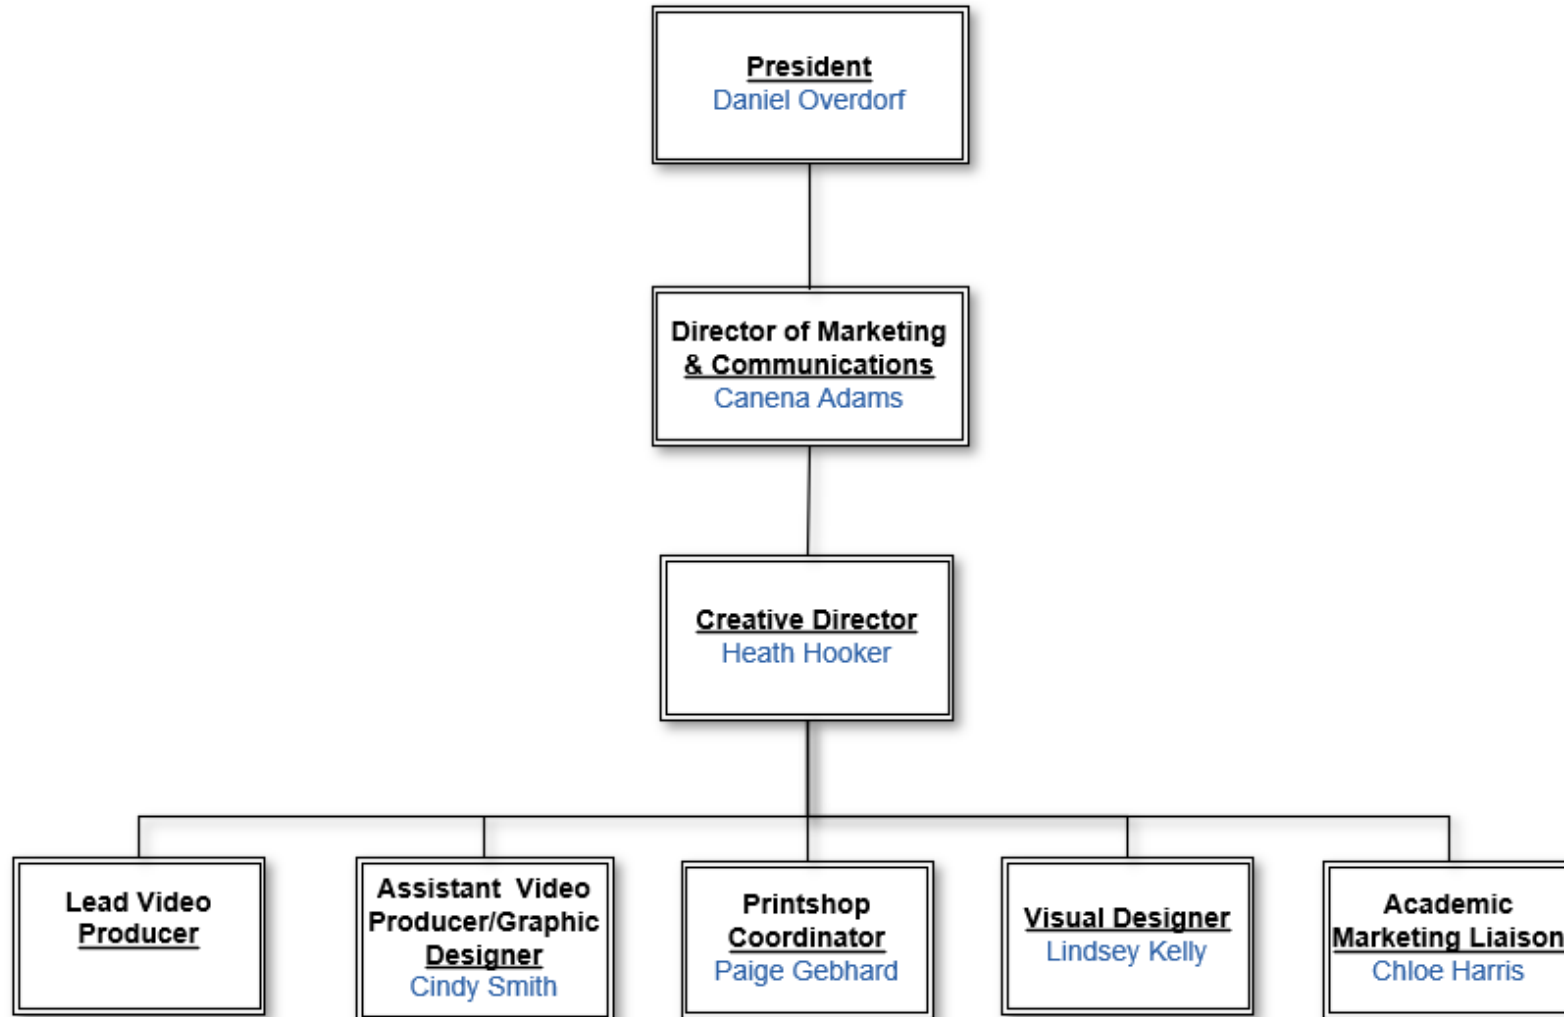 President
Daniel Overdorf
Director of Marketing
& Communications
Canena Adams
Creative Director
Heath Hooker
Lead Video
Producer
Assistant Video
Producer/Graphic
Designer
Cindy Smith
Printshop
Coordinator
Paige Gebhard
Visual Designer
Lindsey Kelly
Academic
Marketing Liaison
Chloe Harris